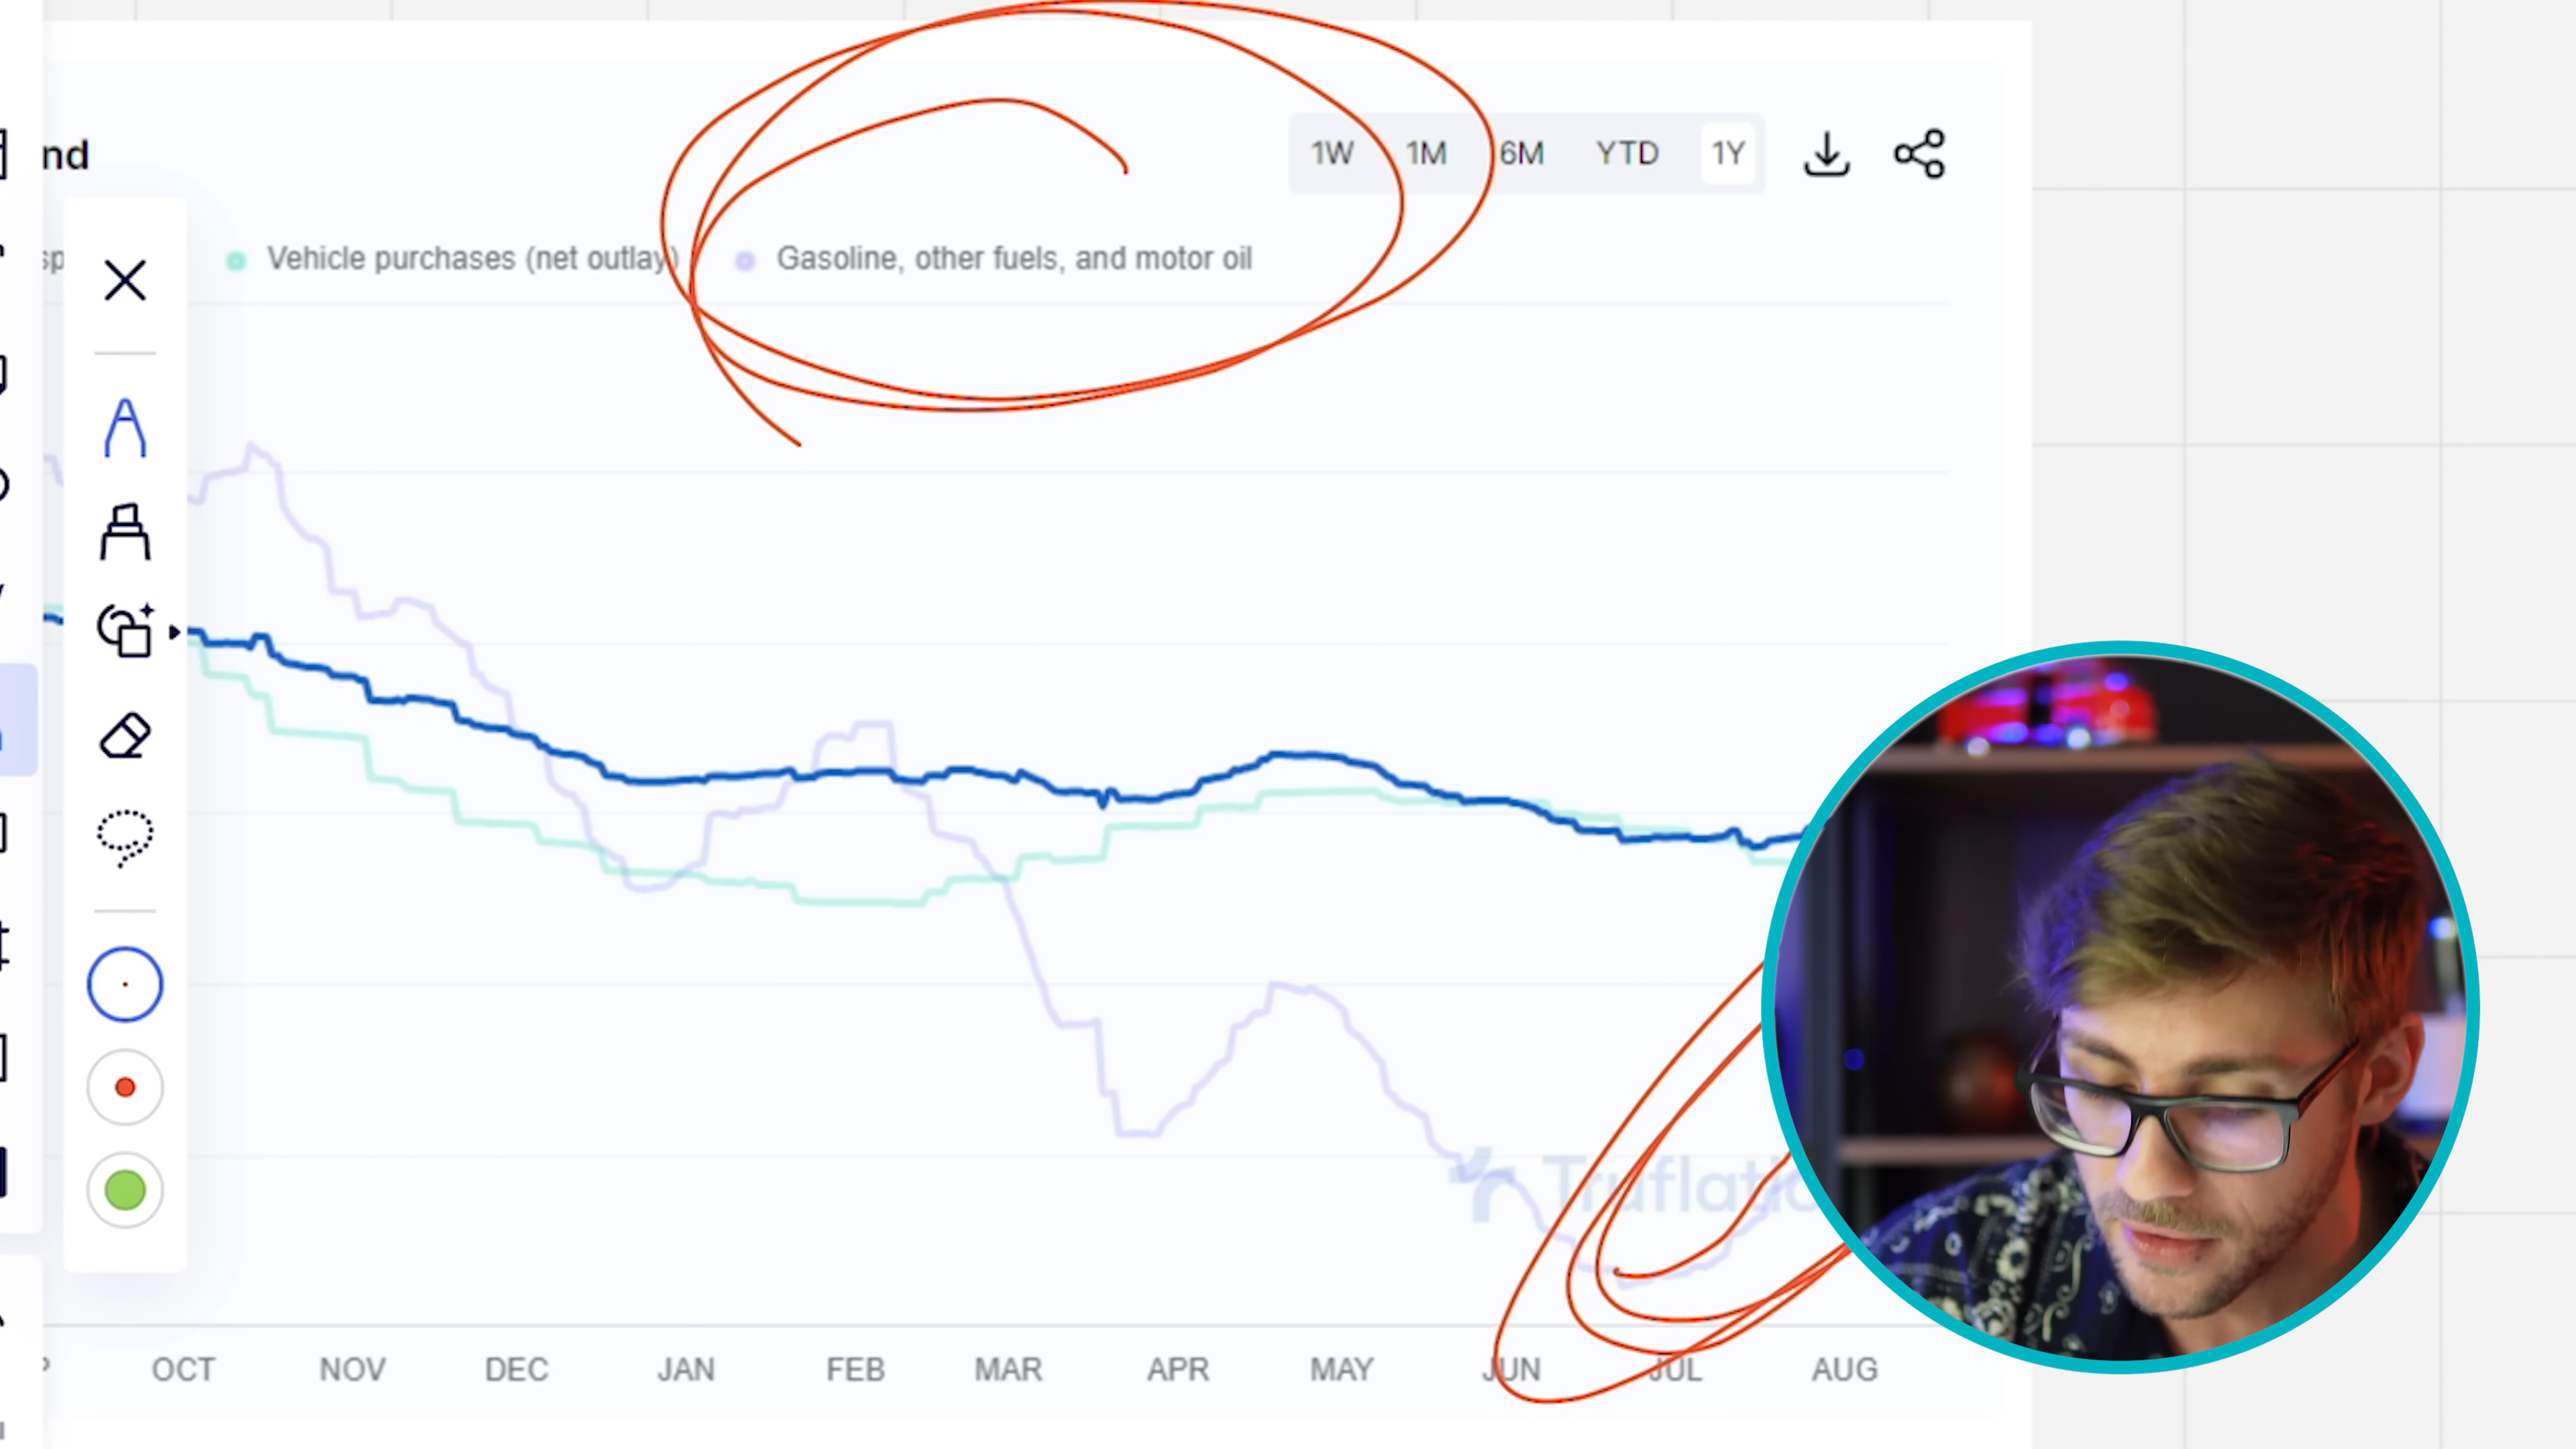 nd
1W 1M 6M YTD 1Y
sp
Vehicle purchases (net outlay)
Gasoline, other fuels, and motor oil
OCT NOV DEC JAN FEB MAR APR MAY JUN JUL AUG